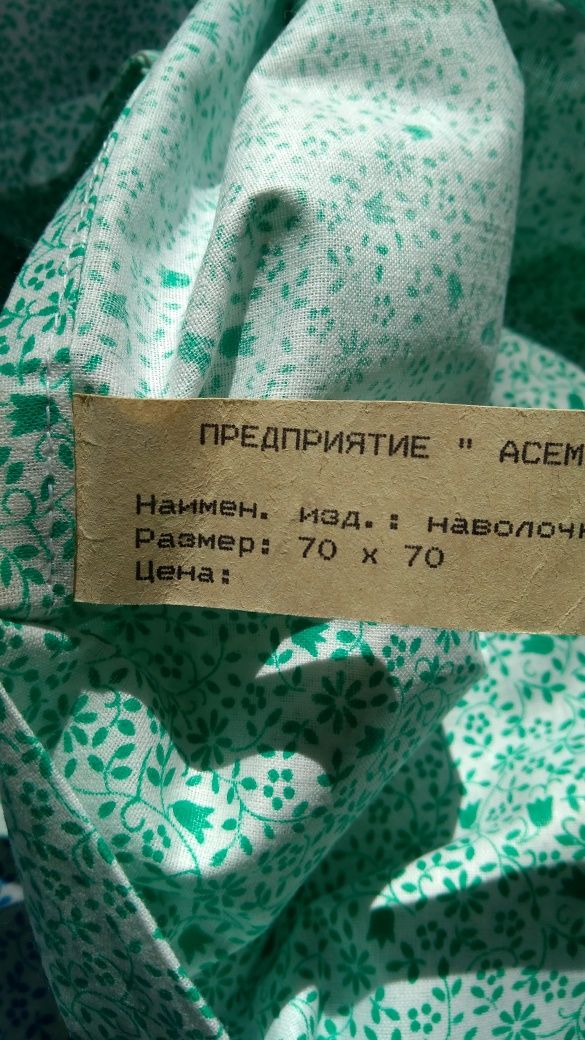 ПРЕДПРИЯТИЕ " АСЕМ
Наимен. изд.: наволочк
Размер: 70 х 70
Цена: